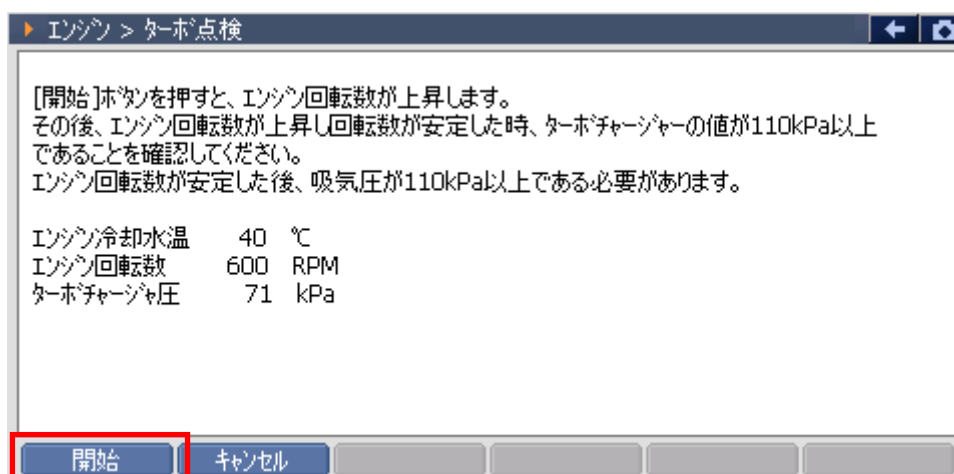 エンジン > ターボ点検
[開始]ボタンを押すと、エンジン回転数が上昇します。
その後、エンジン回転数が上昇し回転数が安定した時、ターボチャージャーの値が110kPa以上
であることを確認してください。
エンジン回転数が安定した後、吸気圧が110kPa以上である必要があります。
エンジン冷却水温 40 ℃
エンジン回転数 600 RPM
ターボチャージャ圧 71 kPa
開始 キャンセル